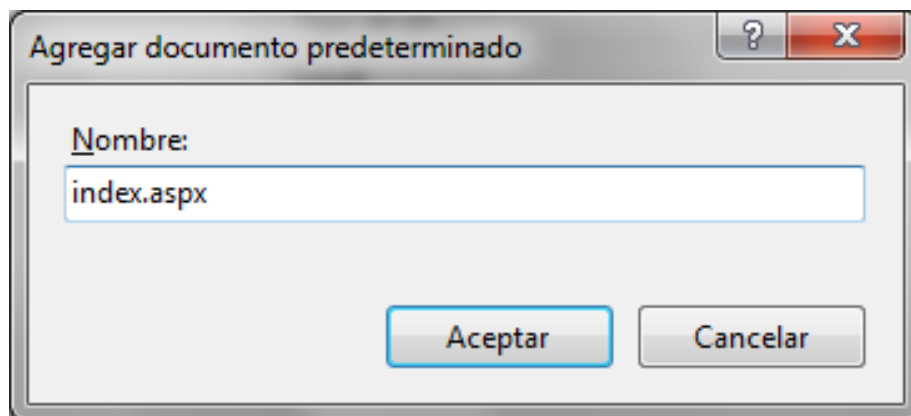 Agregar documento predeterminado
?
Nombre:
index.aspx
Aceptar
Cancelar